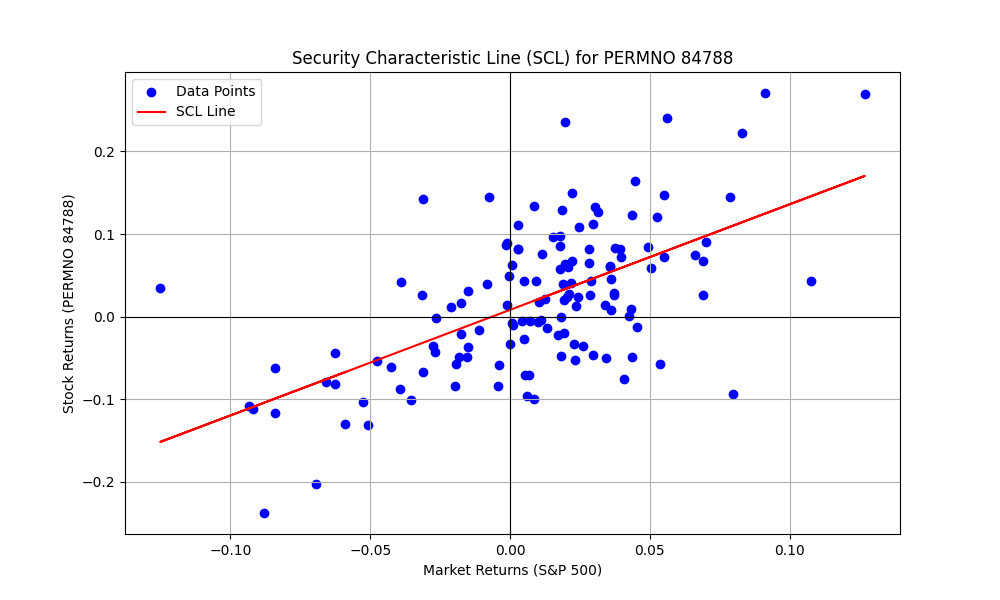 Security Characteristic Line (SCL) for PERMNO 84788
Data Points
SCL Line
Stock Returns (PERMNO 84788)
0.2
0.1
0.0
−0.1
−0.2
−0.10
−0.05
0.00
0.05
0.10
Market Returns (S&P 500)